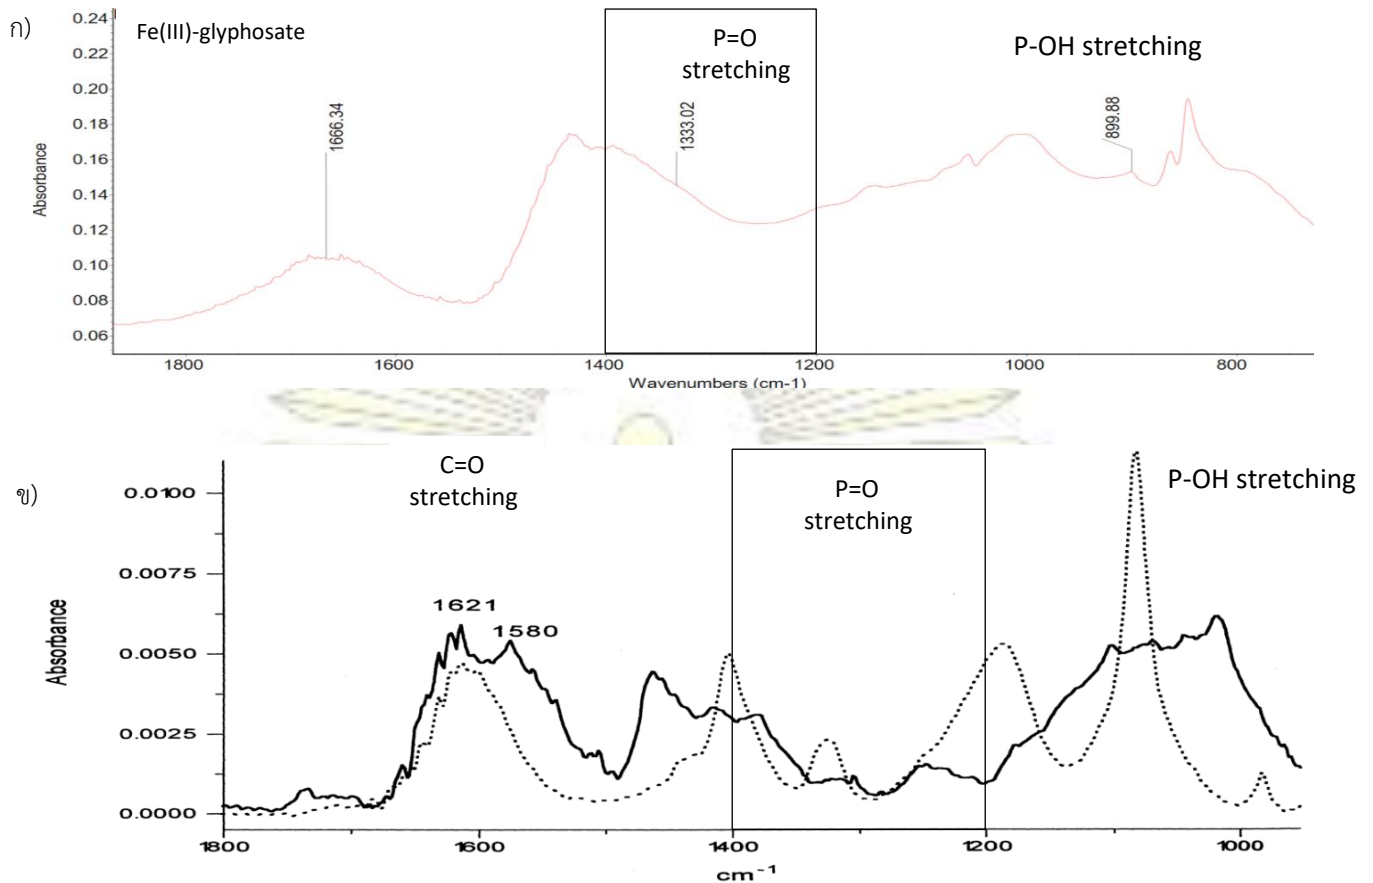 ก)
Fe(III)-glyphosate
P=O
stretching
P-OH stretching
0.24
0.22
0.20
0.18
0.16
0.14
0.12
0.10
0.08
0.06
Absorbance
1666.34
1333.02
899.88
1800
1600
1400
1200
1000
800
Wavenumbers (cm-1)
ข)
C=O
stretching
P=O
stretching
P-OH stretching
0.0100
0.0075
0.0050
0.0025
0.0000
Absorbance
1621
1580
1800
1600
1400
1200
1000
cm⁻¹